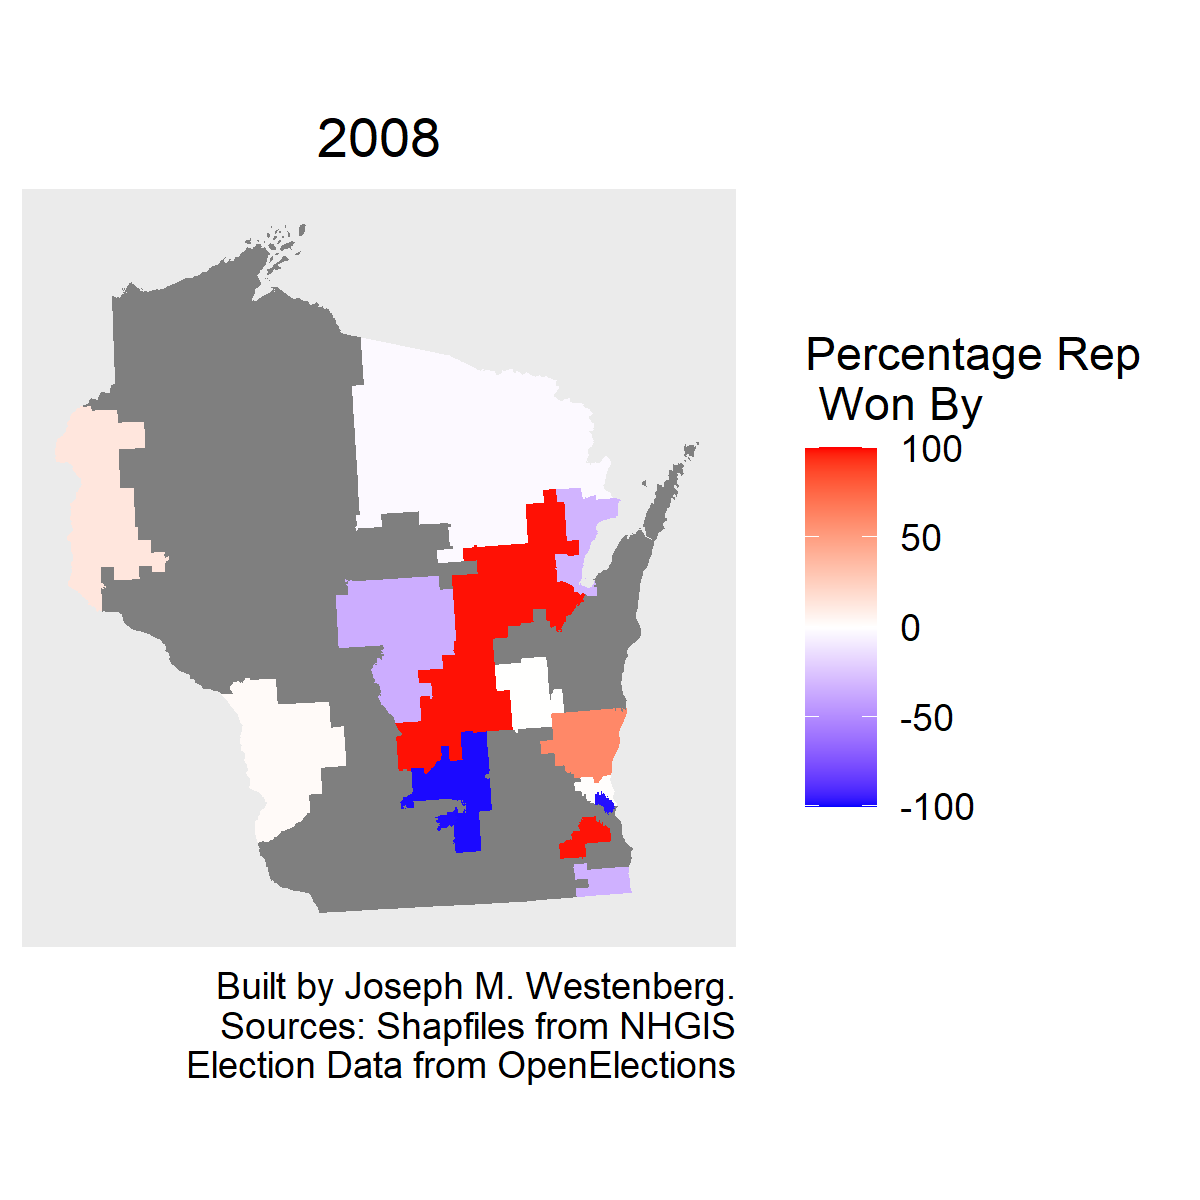 2008
Percentage Rep
Won By
100
50
0
-50
-100
Built by Joseph M. Westenberg.
Sources: Shapfiles from NHGIS
Election Data from OpenElections